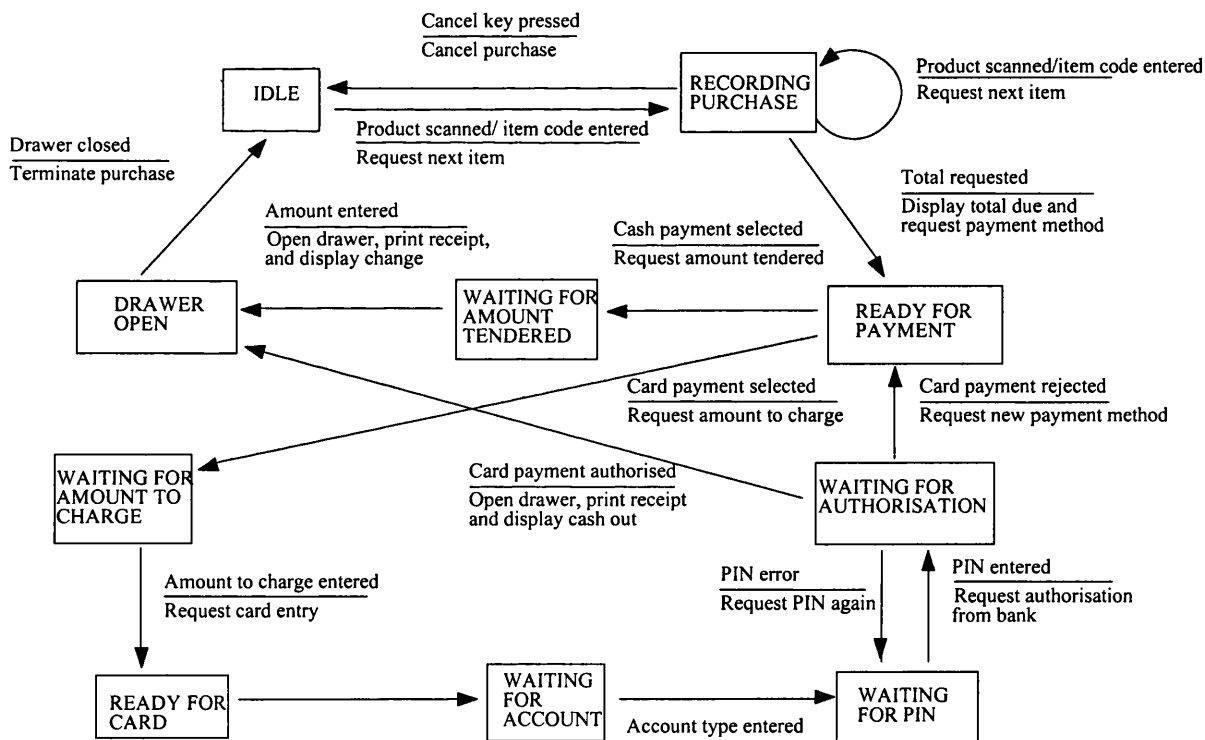 Cancel key pressed
Cancel purchase
IDLE
RECORDING
PURCHASE
Product scanned/item code entered
Request next item
Product scanned/ item code entered
Request next item
Drawer closed
Terminate purchase
Total requested
Display total due and
request payment method
Amount entered
Open drawer, print receipt,
and display change
Cash payment selected
Request amount tendered
DRAWER
OPEN
WAITING FOR
AMOUNT
TENDERED
READY FOR
PAYMENT
Card payment selected
Request amount to charge
Card payment rejected
Request new payment method
WAITING FOR
AMOUNT TO
CHARGE
Card payment authorised
Open drawer, print receipt
and display cash out
WAITING FOR
AUTHORISATION
Amount to charge entered
Request card entry
PIN error
Request PIN again
PIN entered
Request authorisation
from bank
READY FOR
CARD
WAITING
FOR
ACCOUNT
Account type entered
WAITING
FOR PIN